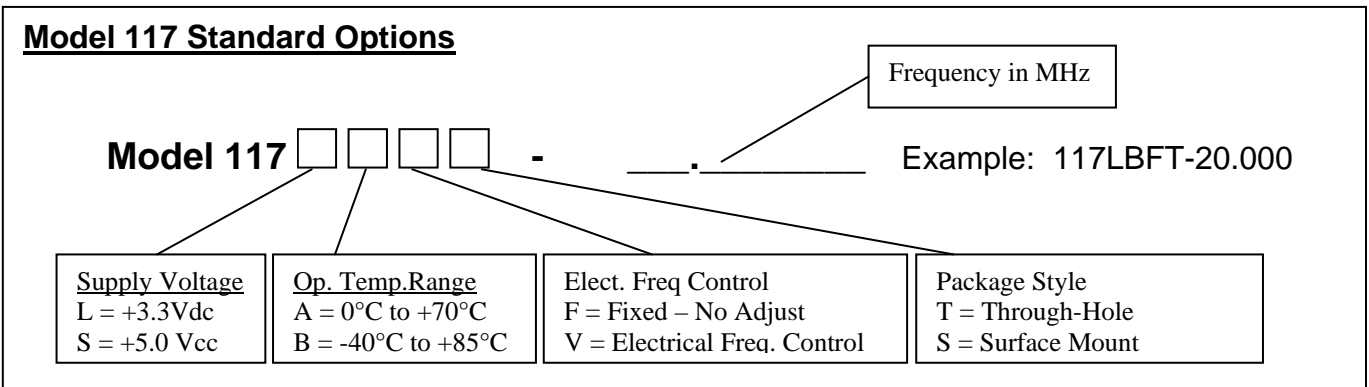 Model 117 Standard Options
Frequency in MHz
Model 117 □ □ □ □ - ___.________ Example: 117LBFT-20.000
Supply Voltage
L = +3.3Vdc
S = +5.0 Vcc
Op. Temp.Range
A = 0°C to +70°C
B = -40°C to +85°C
Elect. Freq Control
F = Fixed – No Adjust
V = Electrical Freq. Control
Package Style
T = Through-Hole
S = Surface Mount